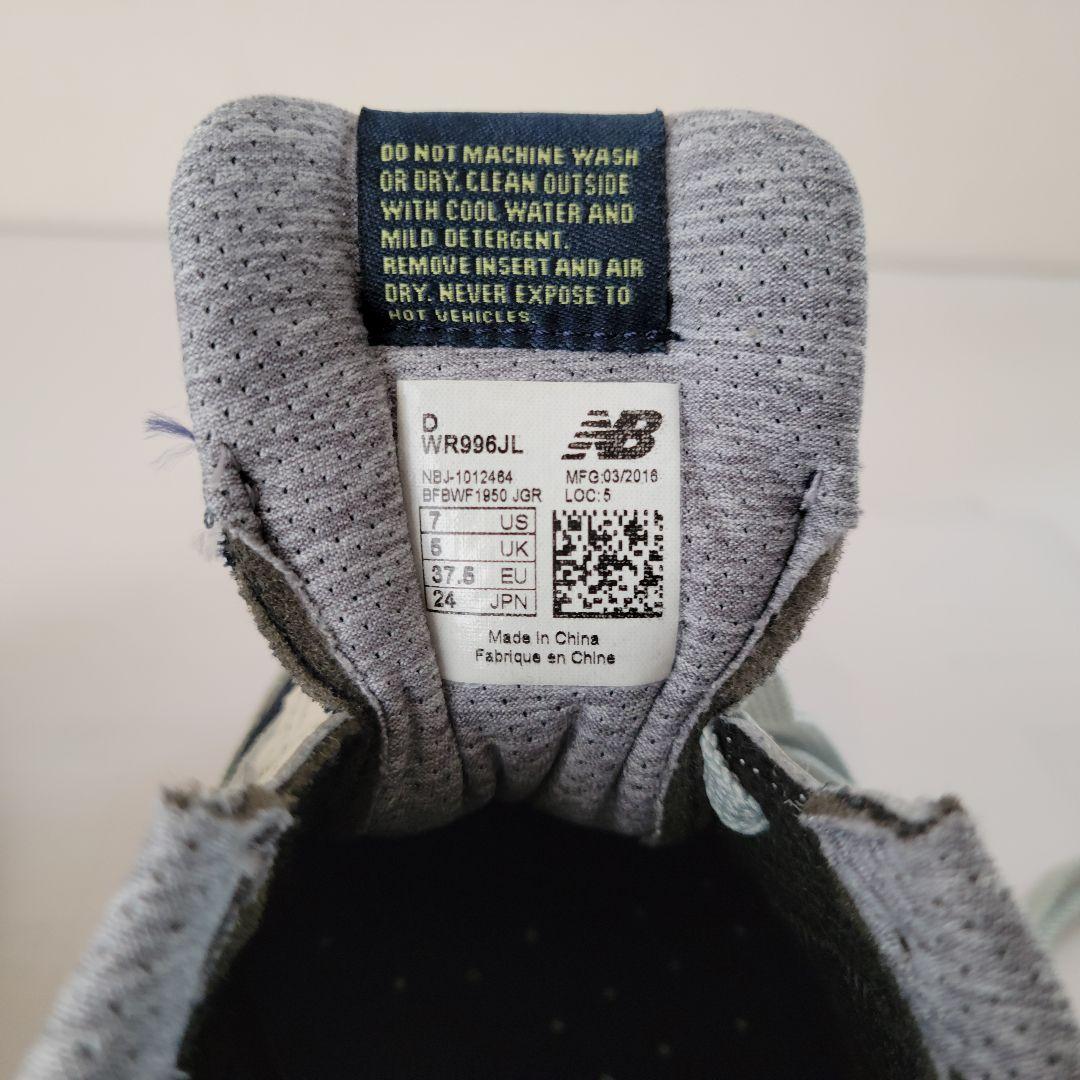 DO NOT MACHINE WASH
OR DRY. CLEAN OUTSIDE
WITH COOL WATER AND
MILD DETERGENT.
REMOVE INSERT AND AIR
DRY. NEVER EXPOSE TO
HOT VEHICLES.
D
WR996JL
NB
NBJ-1012464
MFG:03/2016
BFBWF1950 JGR
LOC:5
7 US
5 UK
37.5 EU
24 JPN
Made in China
Fabrique en Chine